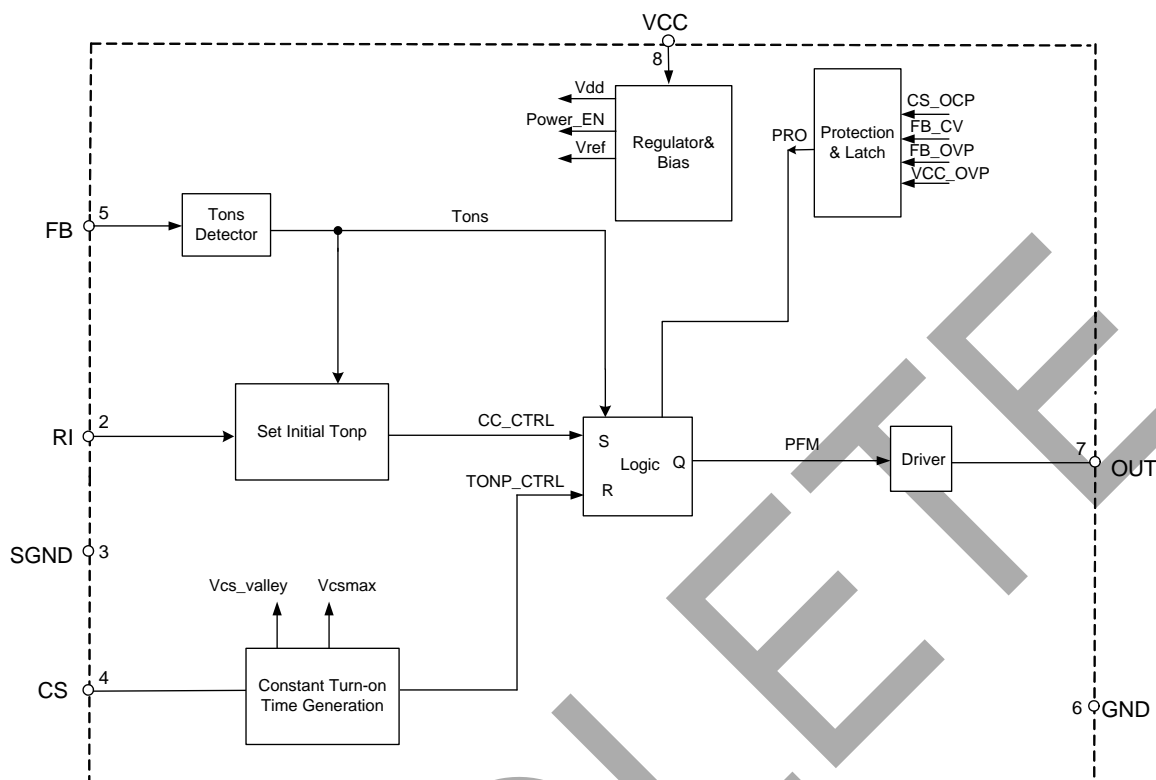 VCC
8
Vdd
Power_EN
Vref
Regulator&
Bias
PRO
Protection
& Latch
CS_OCP
FB_CV
FB_OVP
VCC_OVP
FB
5
Tons
Detector
Tons
RI
2
Set Initial Tonp
CC_CTRL
TONP_CTRL
S
Logic
Q
R
PFM
Driver
7
OUT
SGND
3
Vcs_valley
Vcsmax
CS
4
Constant Turn-on
Time Generation
6
GND
LETE